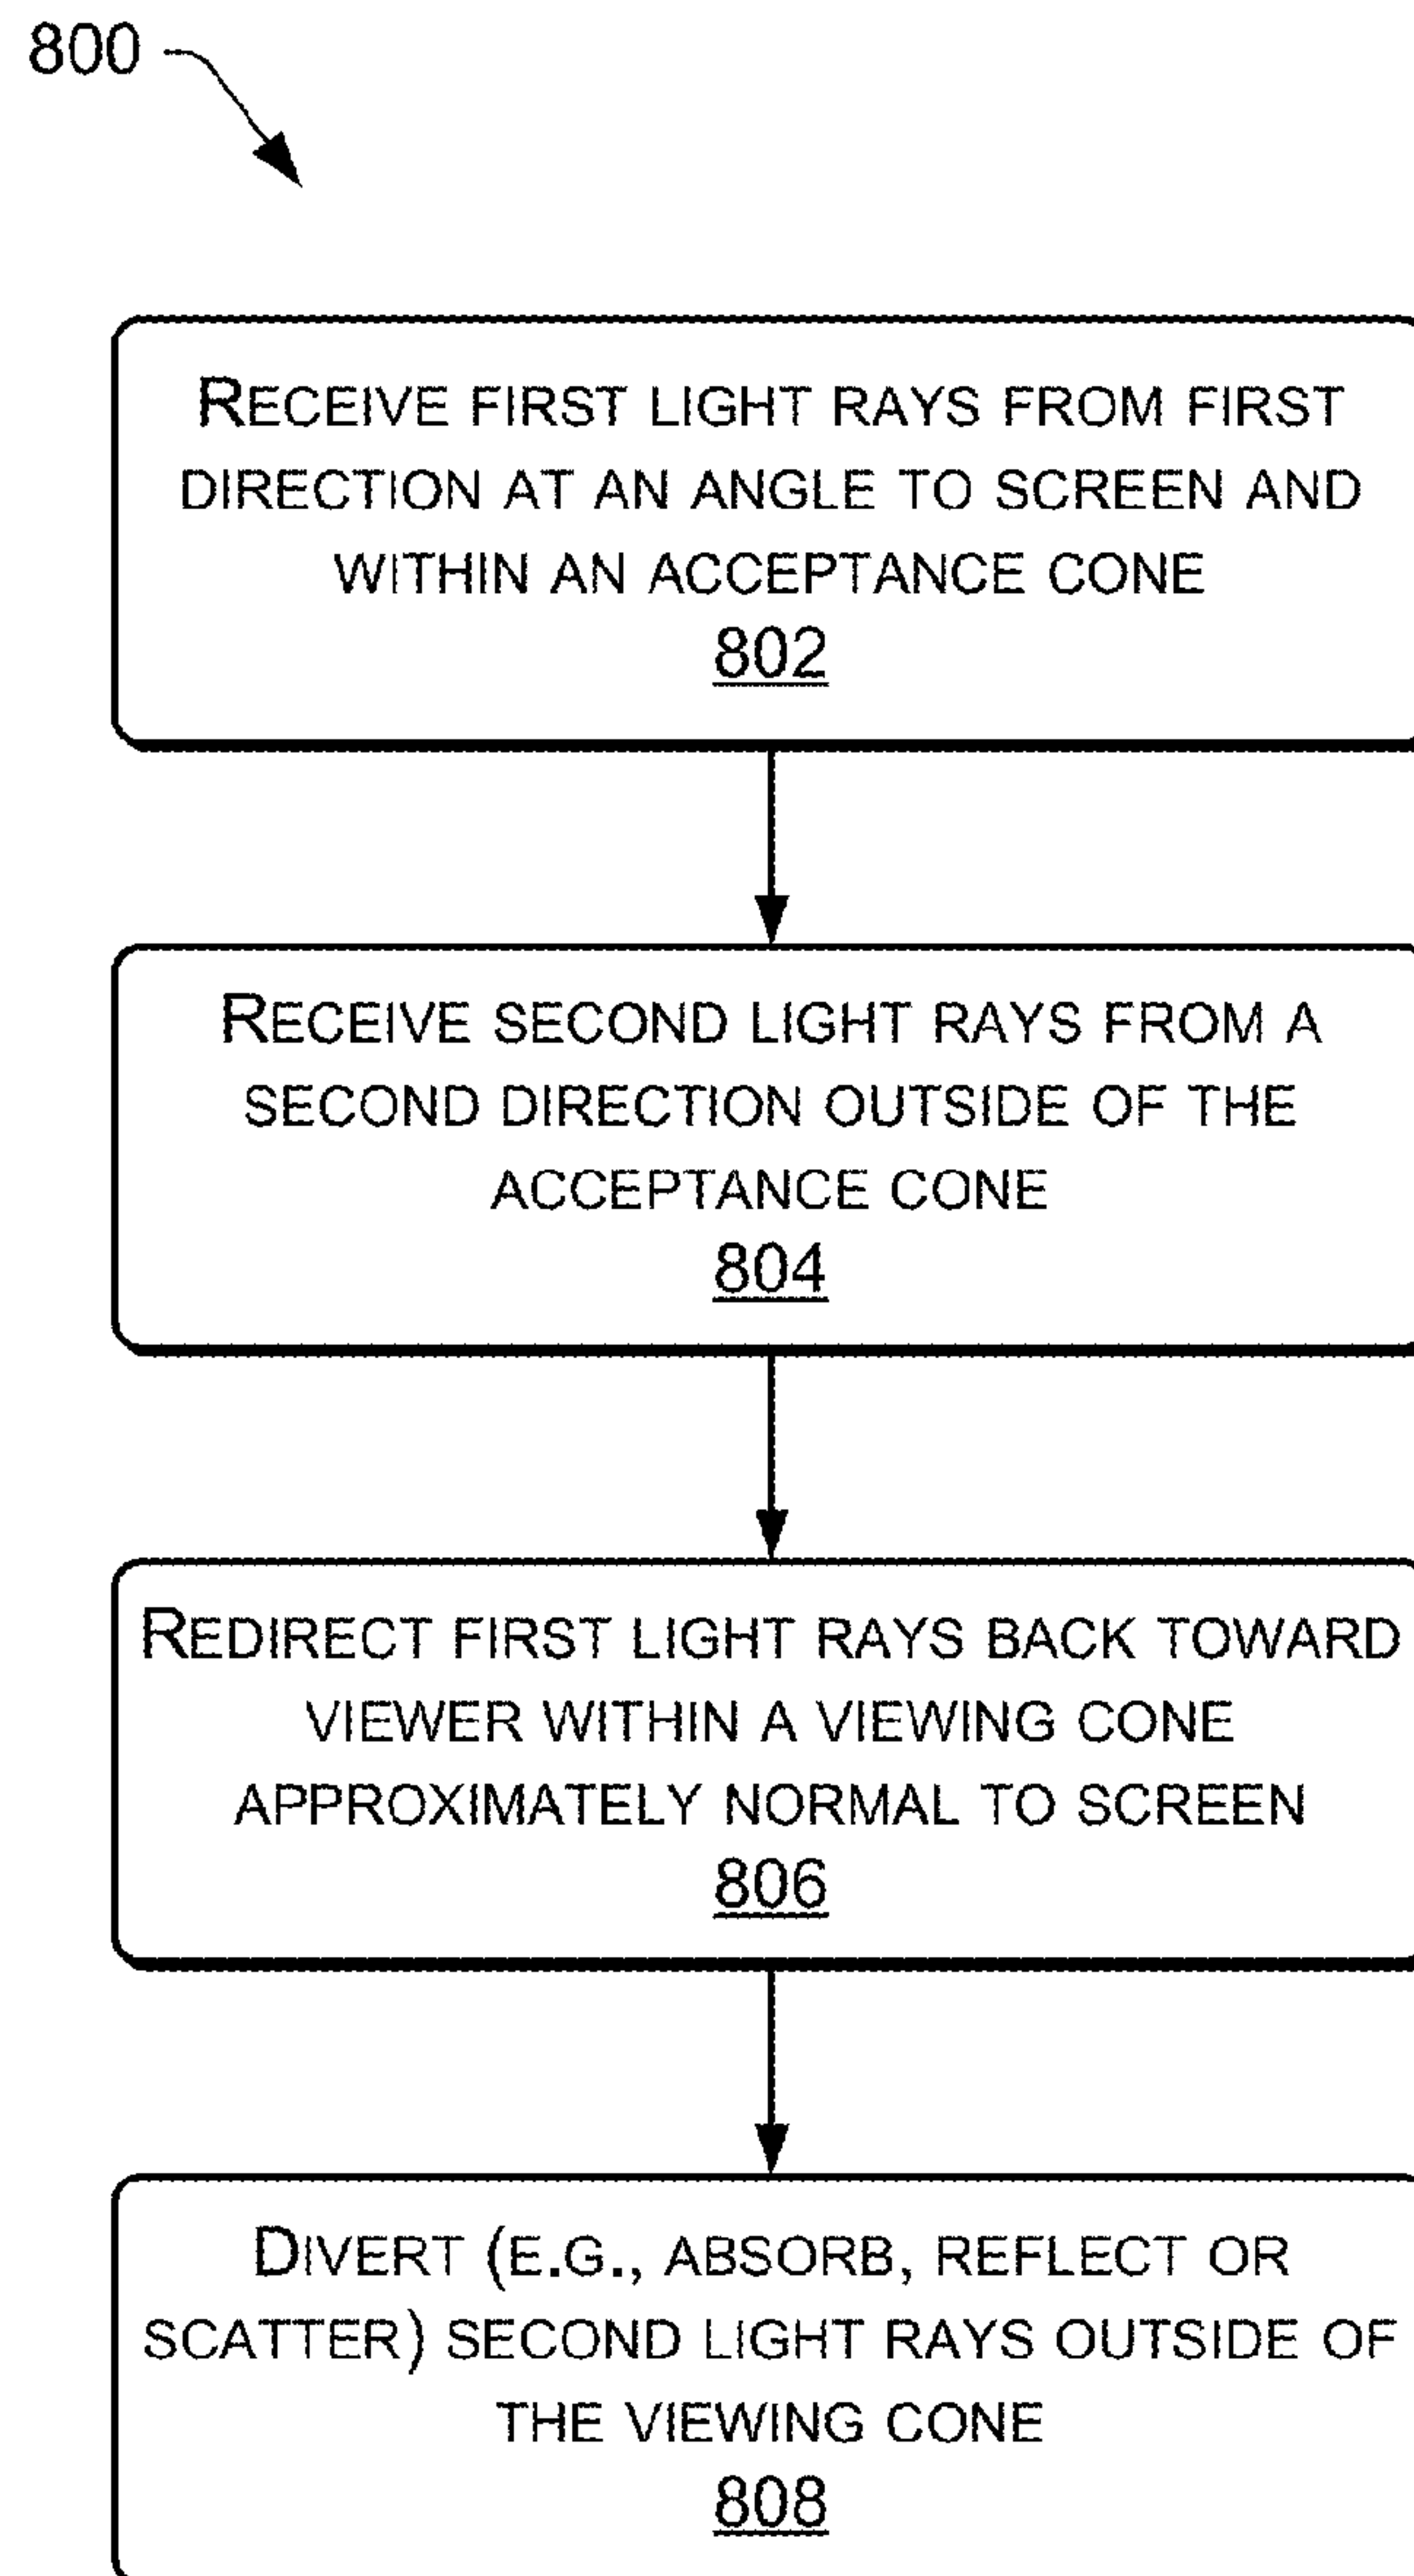 800
RECEIVE FIRST LIGHT RAYS FROM FIRST
DIRECTION AT AN ANGLE TO SCREEN AND
WITHIN AN ACCEPTANCE CONE
802
RECEIVE SECOND LIGHT RAYS FROM A
SECOND DIRECTION OUTSIDE OF THE
ACCEPTANCE CONE
804
REDIRECT FIRST LIGHT RAYS BACK TOWARD
VIEWER WITHIN A VIEWING CONE
APPROXIMATELY NORMAL TO SCREEN
806
DIVERT (E.G., ABSORB, REFLECT OR
SCATTER) SECOND LIGHT RAYS OUTSIDE OF
THE VIEWING CONE
808